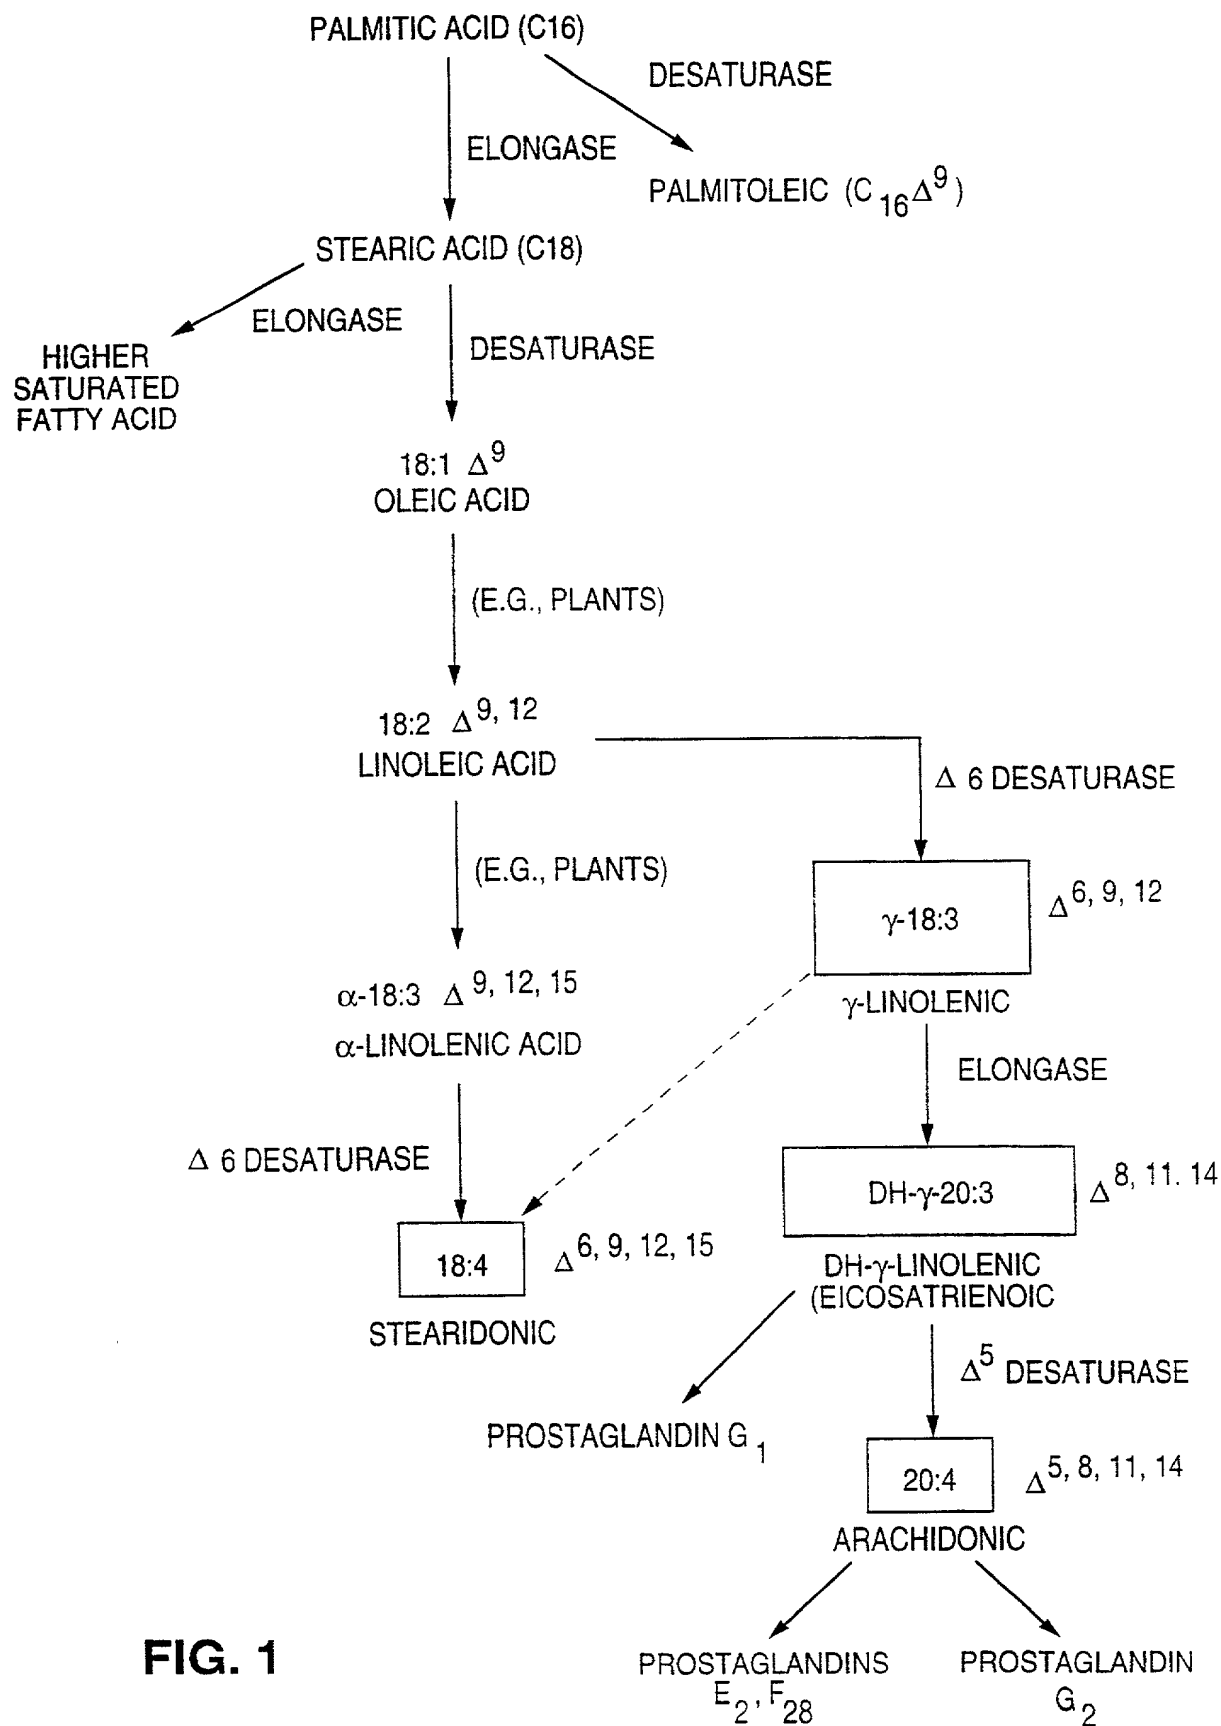 PALMITIC ACID (C16)
DESATURASE
ELONGASE
PALMITOLEIC (C₁₆Δ⁹)
STEARIC ACID (C18)
ELONGASE
DESATURASE
HIGHER
SATURATED
FATTY ACID
18:1 Δ⁹
OLEIC ACID
(E.G., PLANTS)
18:2 Δ⁹, ¹²
LINOLEIC ACID
Δ 6 DESATURASE
(E.G., PLANTS)
γ-18:3
Δ⁶, ⁹, ¹²
α-18:3 Δ⁹, ¹², ¹⁵
γ-LINOLENIC
α-LINOLENIC ACID
ELONGASE
Δ 6 DESATURASE
DH-γ-20:3
Δ⁸, ¹¹. ¹⁴
18:4
Δ⁶, ⁹, ¹², ¹⁵
DH-γ-LINOLENIC
(EICOSATRIENOIC
STEARIDONIC
Δ⁵ DESATURASE
PROSTAGLANDIN G₁
20:4
Δ⁵, ⁸, ¹¹, ¹⁴
ARACHIDONIC
FIG. 1
PROSTAGLANDINS
E₂, F₂₈
PROSTAGLANDIN
G₂